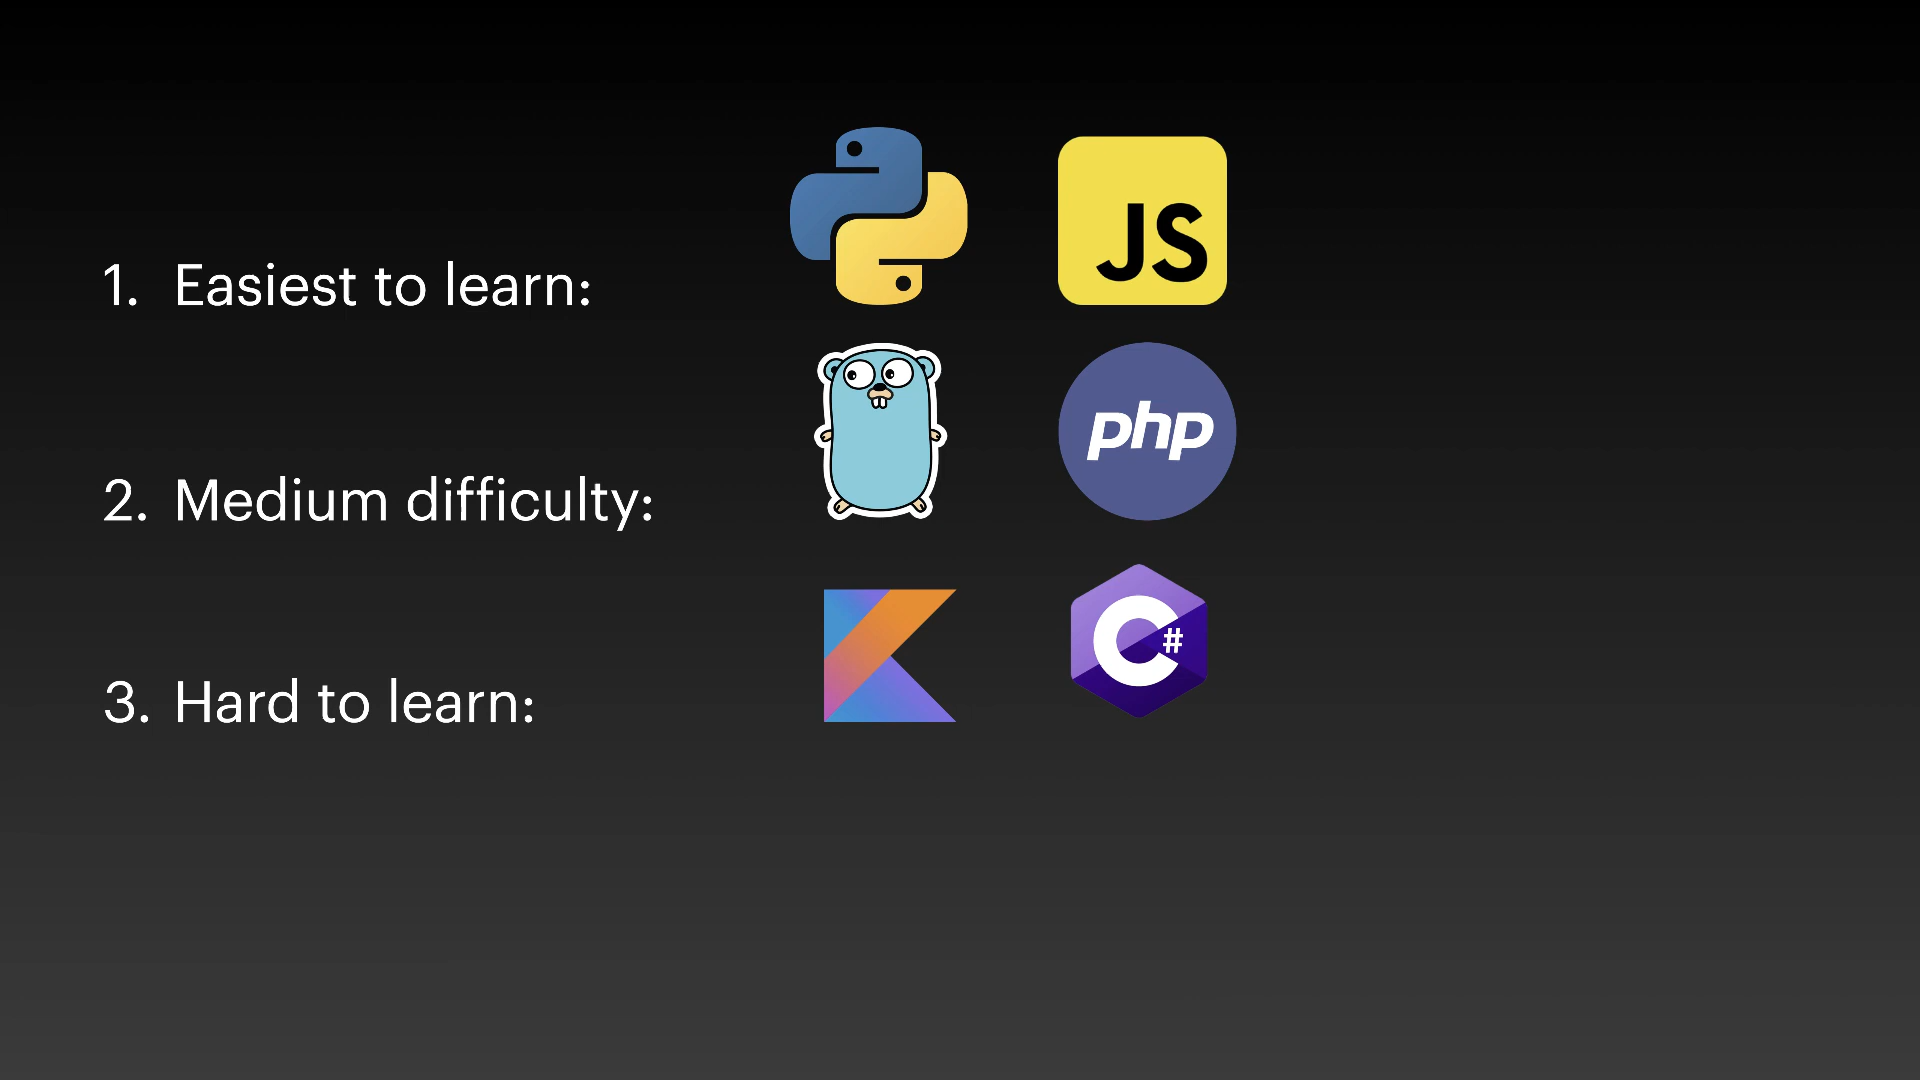 JS
1. Easiest to learn:
php
2. Medium difficulty:
C#
3. Hard to learn: